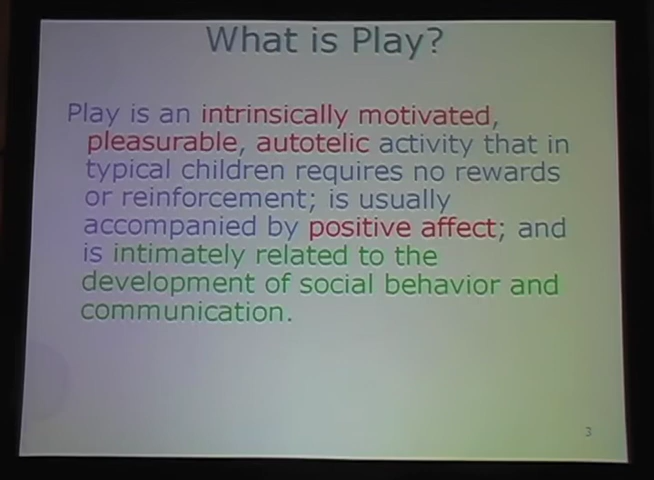 What is Play?
Play is an intrinsically motivated,
pleasurable, autotelic activity that in
typical children requires no rewards
or reinforcement; is usually
accompanied by positive affect; and
is intimately related to the
development of social behavior and
communication.
3